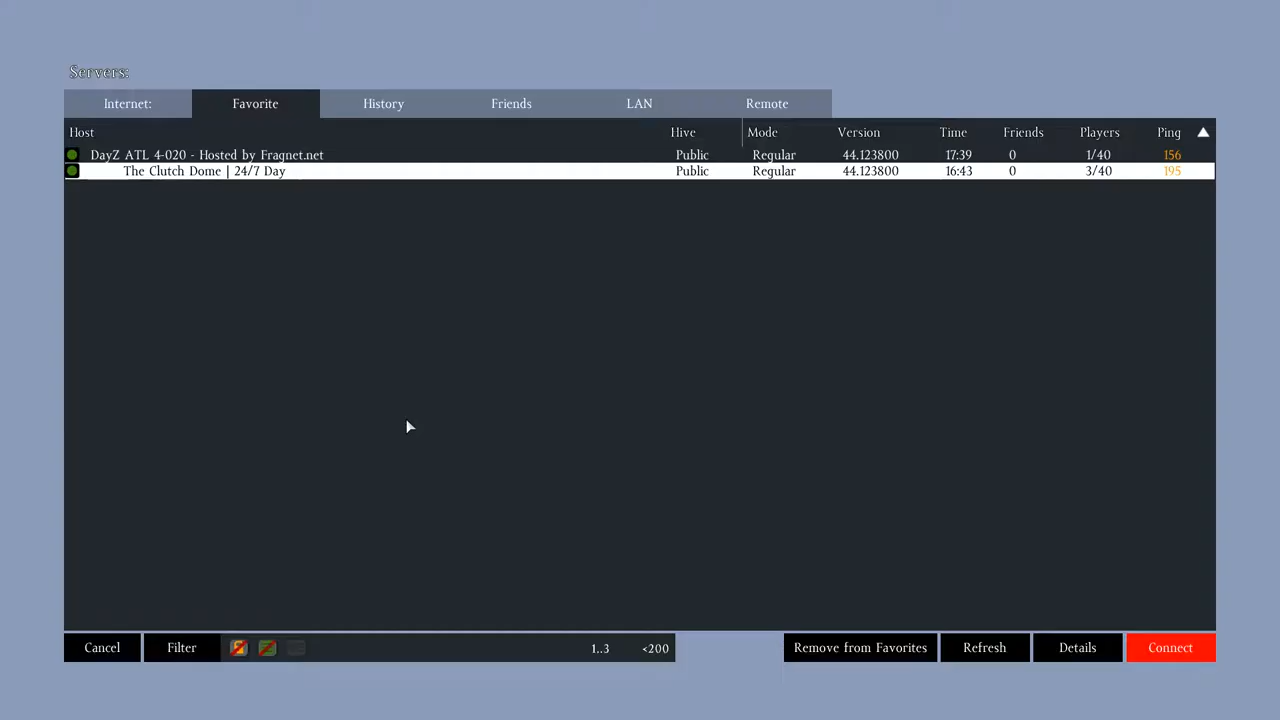 Servers:
Internet: Favorite History Friends LAN Remote
Host Hive Mode Version Time Friends Players Ping
DayZ ATL 4-020 - Hosted by Fragnet.net Public Regular 44.123800 17:39 0 1/40 156
The Clutch Dome | 24/7 Day Public Regular 44.123800 16:43 0 3/40 195
Cancel Filter 1..3 <200 Remove from Favorites Refresh Details Connect